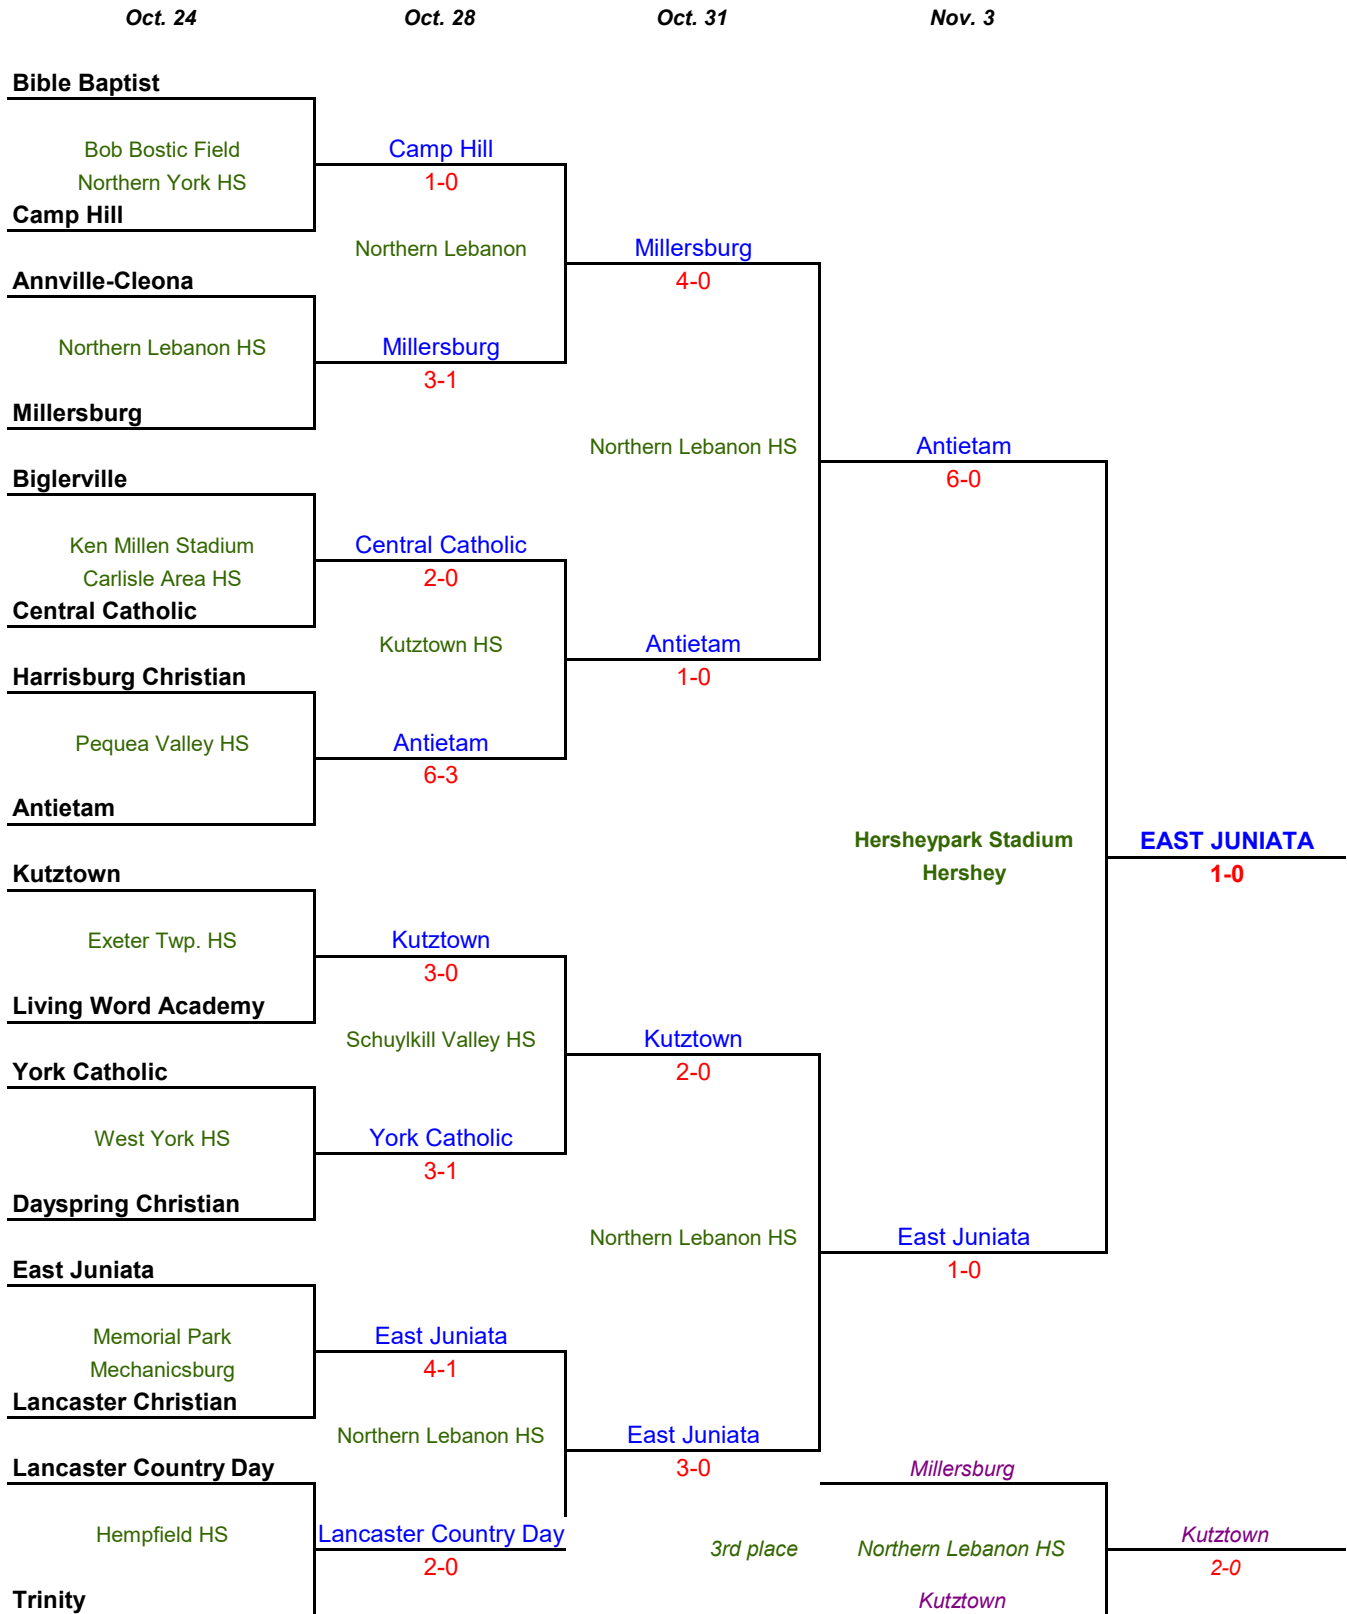 Oct. 24 Oct. 28 Oct. 31 Nov. 3
Bible Baptist
Bob Bostic Field Camp Hill
Northern York HS 1-0
Camp Hill
Northern Lebanon Millersburg
Annville-Cleona 4-0
Northern Lebanon HS Millersburg
3-1
Millersburg
Northern Lebanon HS Antietam
Biglerville 6-0
Ken Millen Stadium Central Catholic
Carlisle Area HS 2-0
Central Catholic
Kutztown HS Antietam
Harrisburg Christian 1-0
Pequea Valley HS Antietam
6-3
Antietam
Hersheypark Stadium EAST JUNIATA
Kutztown Hershey 1-0
Exeter Twp. HS Kutztown
3-0
Living Word Academy
Schuylkill Valley HS Kutztown
York Catholic 2-0
West York HS York Catholic
3-1
Dayspring Christian
Northern Lebanon HS East Juniata
East Juniata 1-0
Memorial Park East Juniata
Mechanicsburg 4-1
Lancaster Christian
Northern Lebanon HS East Juniata
Lancaster Country Day 3-0 Millersburg
Hempfield HS Lancaster Country Day 3rd place Northern Lebanon HS Kutztown
2-0 2-0
Trinity Kutztown